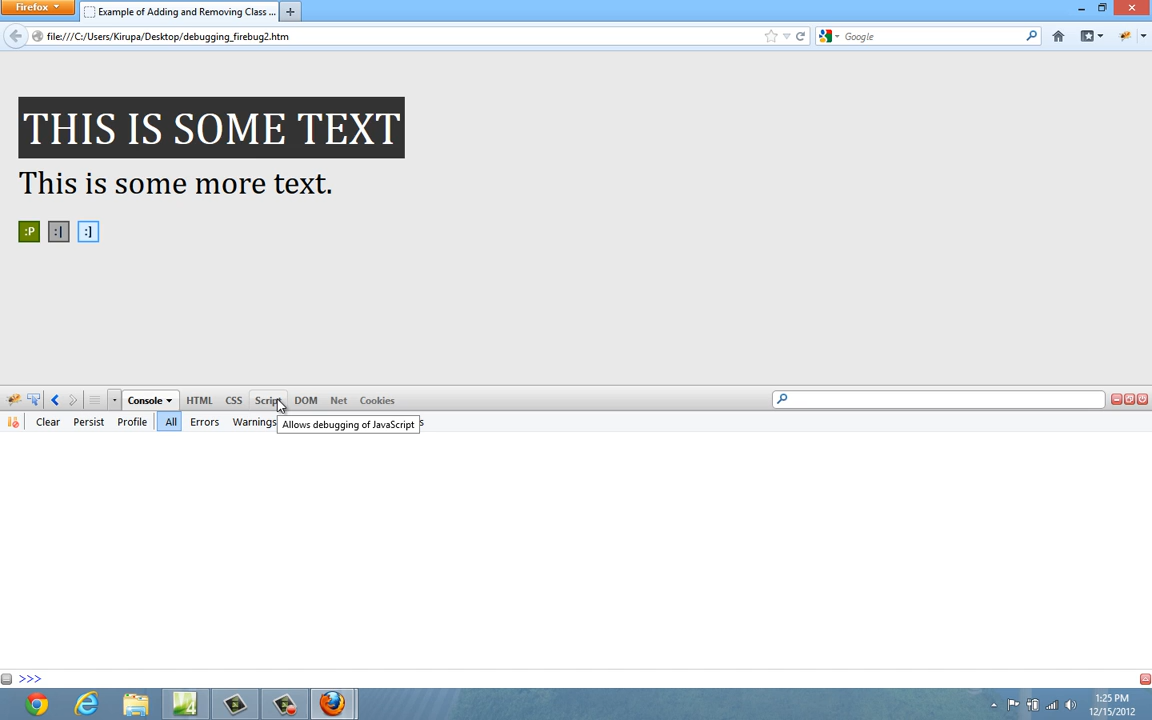 Firefox
Example of Adding and Removing Class ...
file:///C:/Users/Kirupa/Desktop/debugging_firebug2.htm
Google
THIS IS SOME TEXT
This is some more text.
:P :| :]
Console HTML CSS Script DOM Net Cookies
Clear Persist Profile All Errors Warnings
Allows debugging of JavaScript
>>>
1:25 PM
12/15/2012